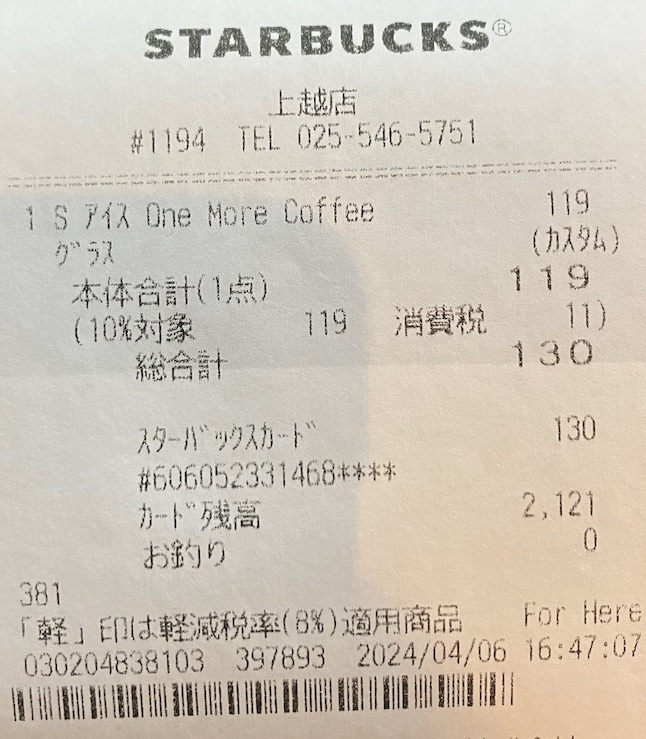 STARBUCKS®
上越店
#1194 TEL 025-546-5751
1 S アイス One More Coffee 119
グラス (カスタム)
本体合計(1点) 119
(10%対象 119 消費税 11)
総合計 130
スターバックスカード 130
#606052331468****
カード残高 2,121
お釣り 0
381
「軽」印は軽減税率(8%)適用商品 For Here
030204838103 397893 2024/04/06 16:47:07